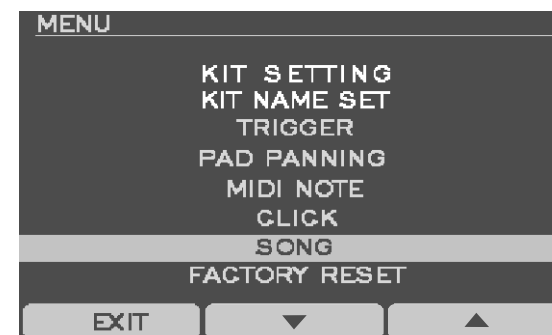 MENU
KIT SETTING
KIT NAME SET
TRIGGER
PAD PANNING
MIDI NOTE
CLICK
SONG
FACTORY RESET
EXIT ▼ ▲